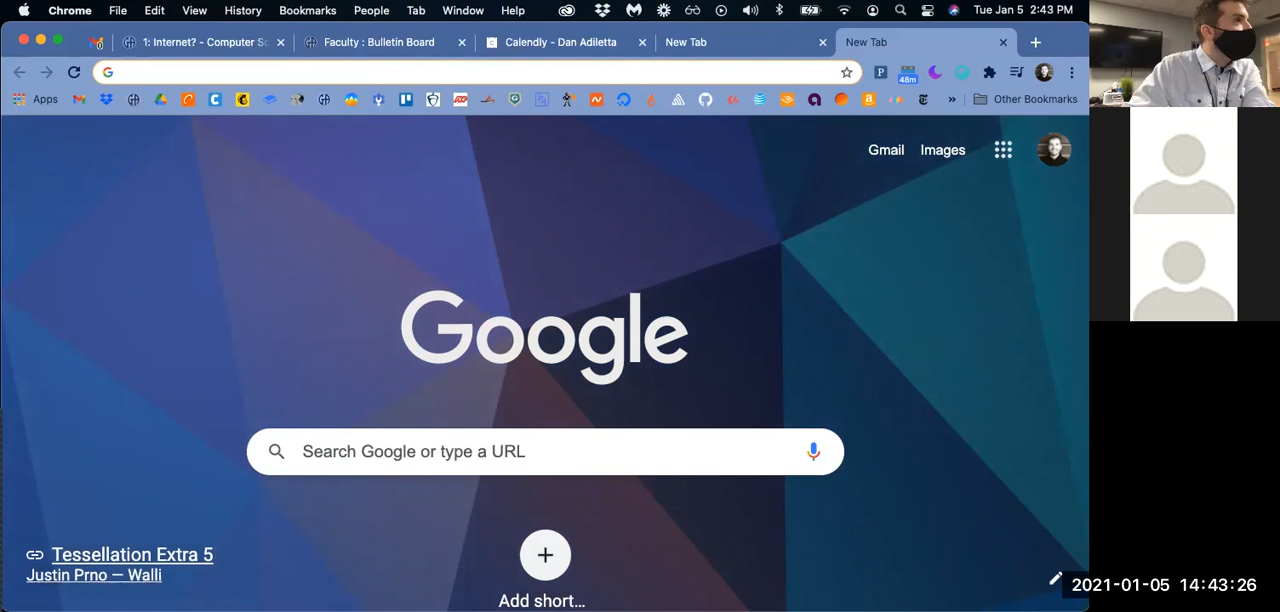 Chrome File Edit View History Bookmarks People Tab Window Help Tue Jan 5 2:43 PM
1: Internet? - Computer Sc Faculty : Bulletin Board Calendly - Dan Adiletta New Tab New Tab
48m
Apps Other Bookmarks
Gmail Images
Google
Search Google or type a URL
Tessellation Extra 5
Justin Prno — Walli
Add short...
2021-01-05 14:43:26